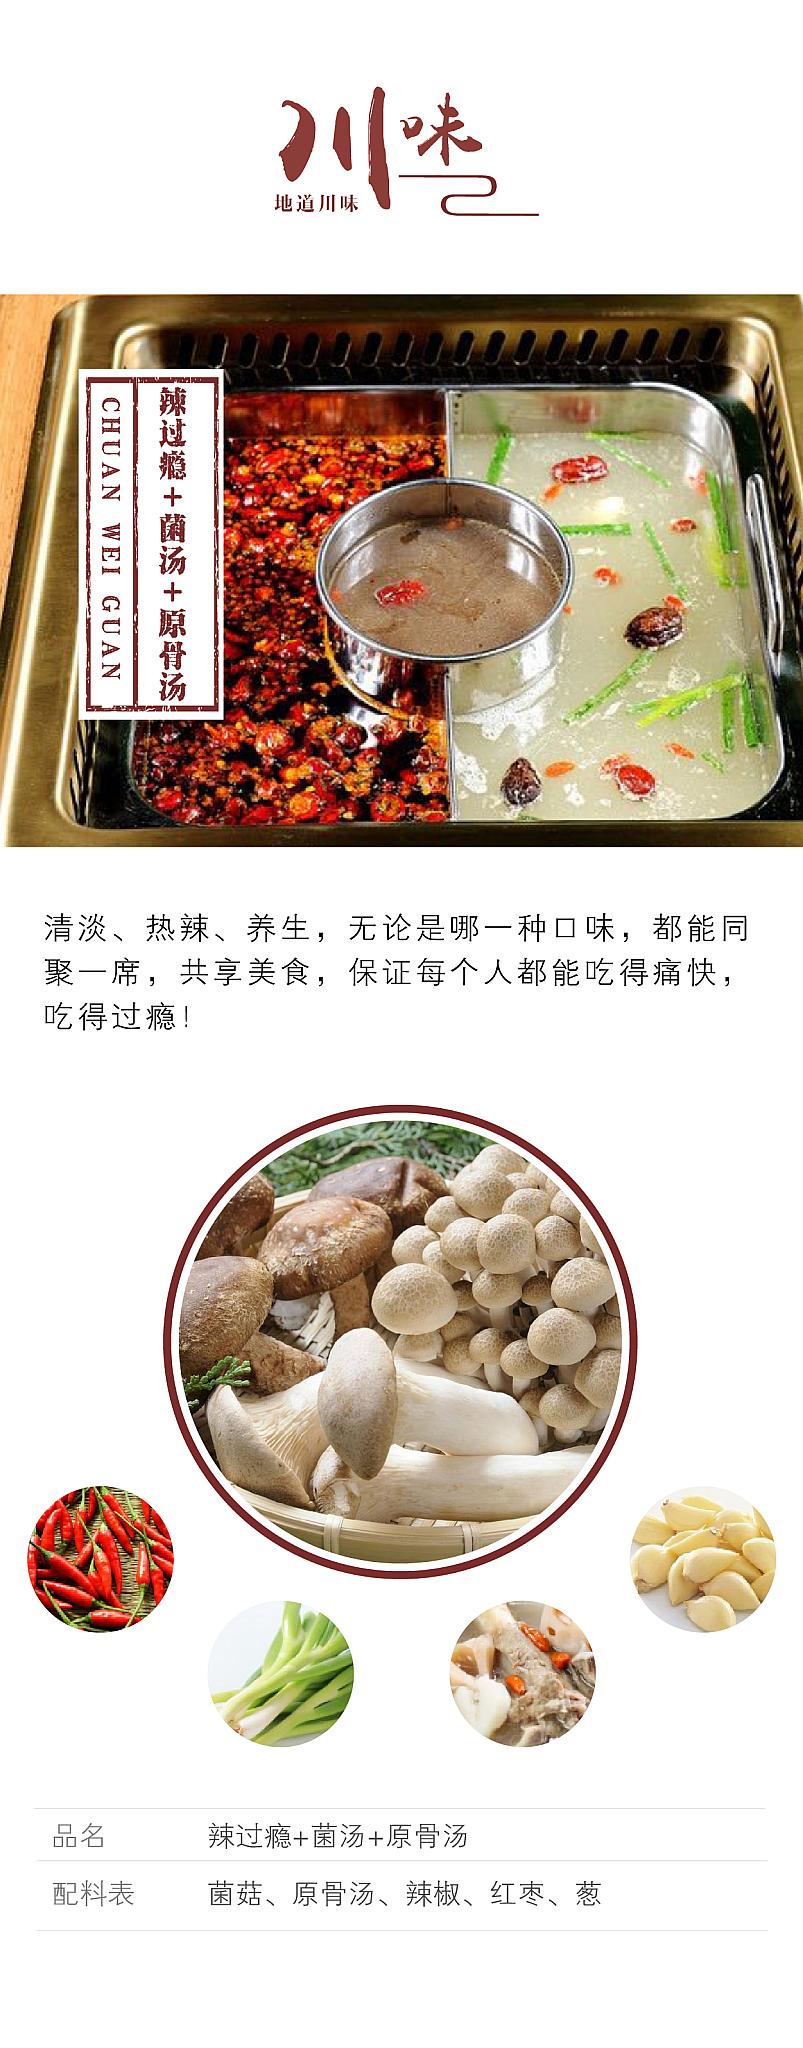 川味
地道川味
辣过瘾+菌汤+原骨汤
CHUAN WEI GUAN
清淡、热辣、养生，无论是哪一种口味，都能同
聚一席，共享美食，保证每个人都能吃得痛快，
吃得过瘾！
品名 辣过瘾+菌汤+原骨汤
配料表 菌菇、原骨汤、辣椒、红枣、葱